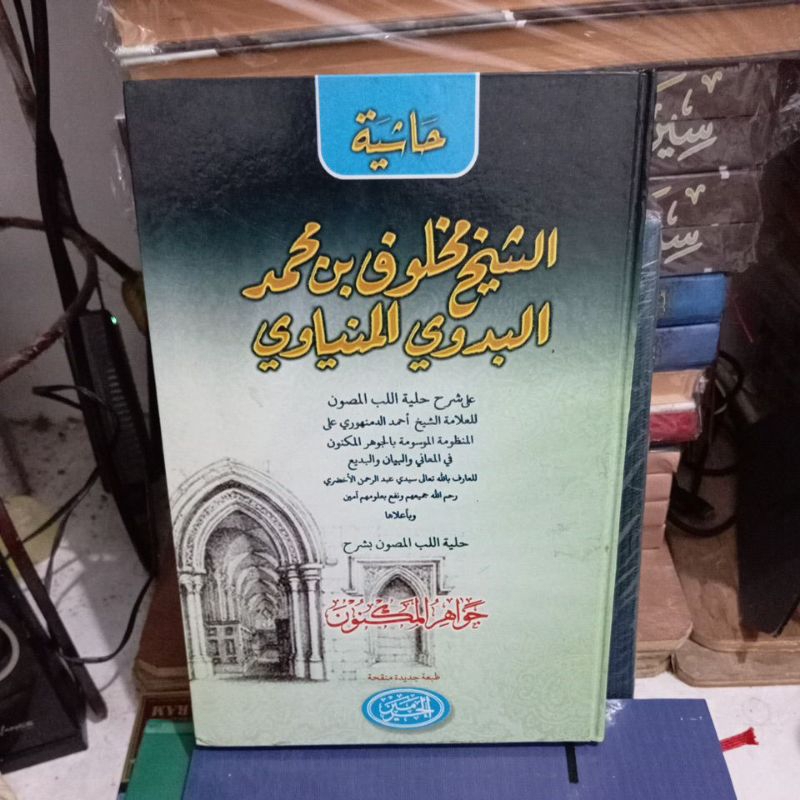 حاشية
الشيخ مخلوف بن محمد
البدوي المنياوي
على شرح حلية اللب المصون
للعلامة الشيخ أحمد الدمنهوري على
المنظومة الموسومة بالجوهر المكنون
في المعاني والبيان والبديع
للعارف بالله تعالى سيدي عبد الرحمن الأخضري
رحم الله جميعهم ونفع بعلومهم آمين
وبأعلاها
حلية اللب المصون بشرح
جواهر المكنون
طبعة جديدة منقحة
الحرمين